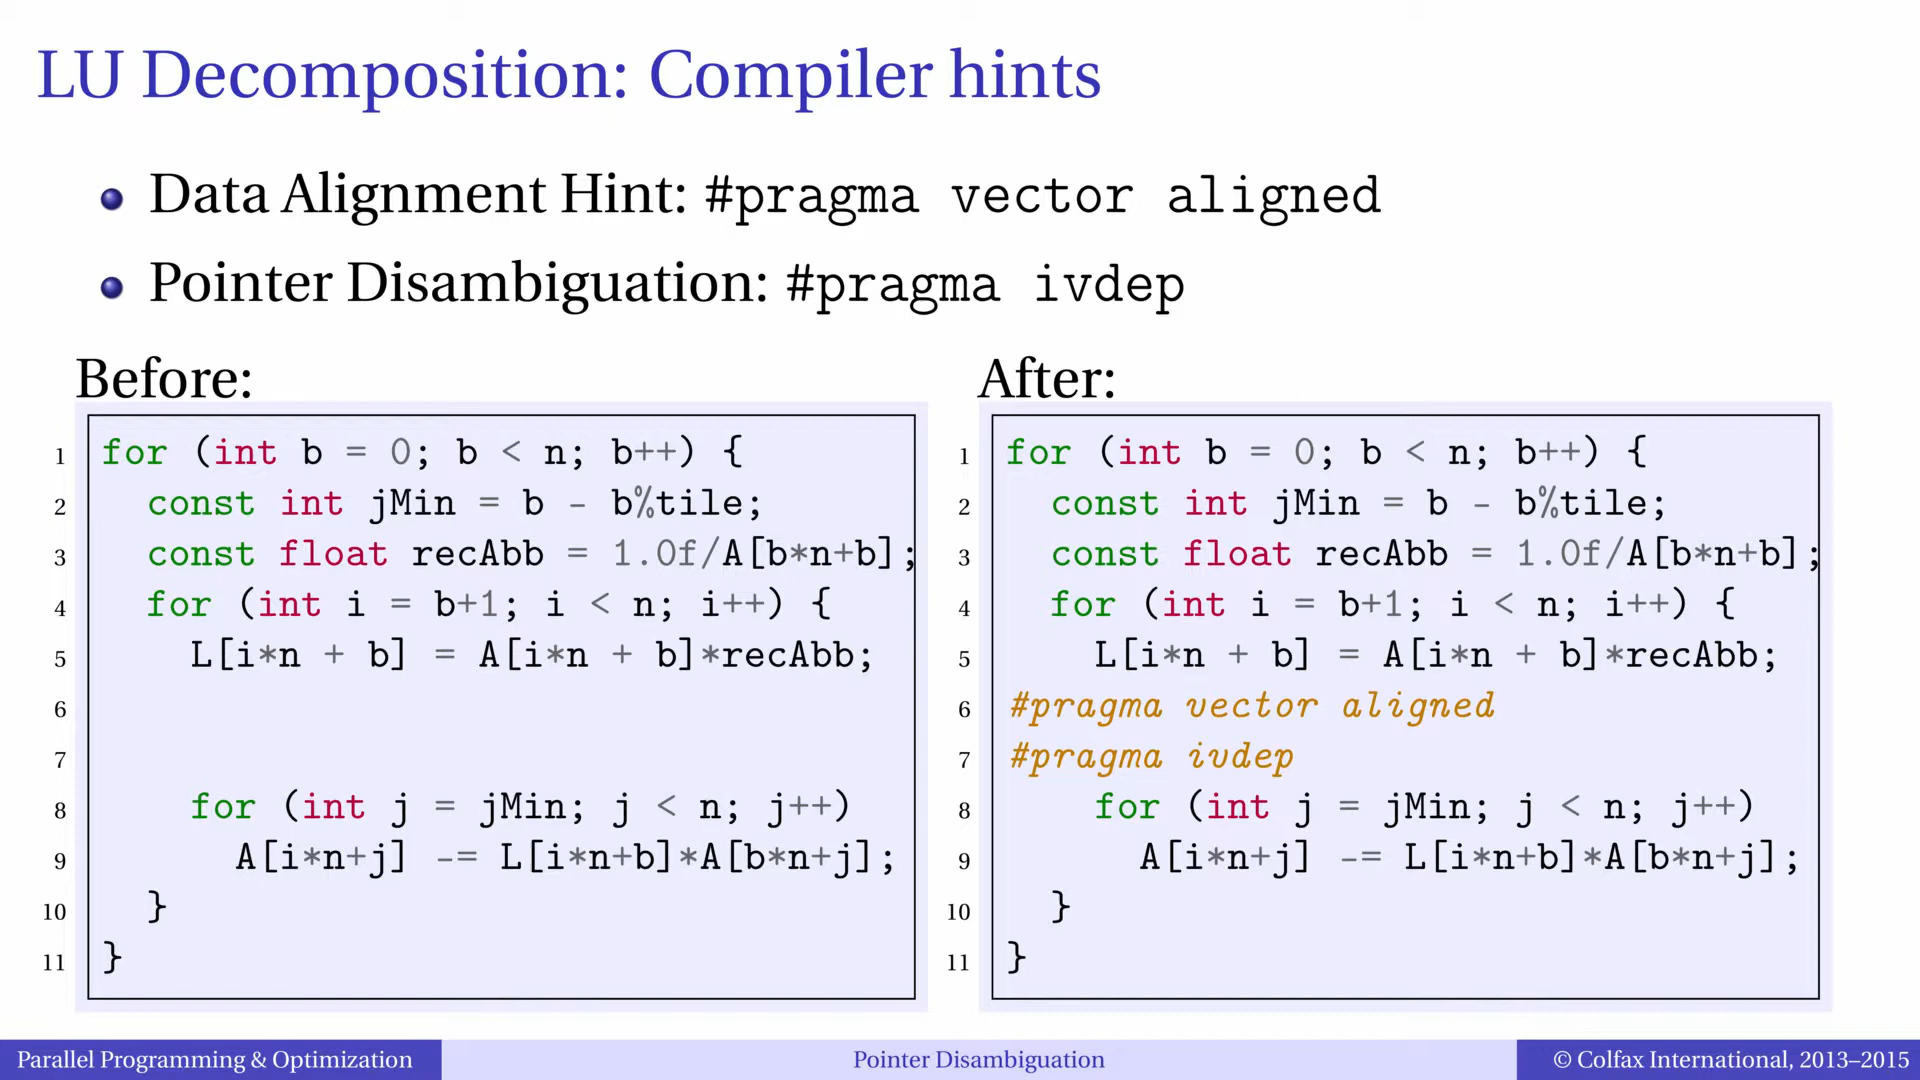 LU Decomposition: Compiler hints
Data Alignment Hint: #pragma vector aligned
Pointer Disambiguation: #pragma ivdep
Before:
1 for (int b = 0; b < n; b++) {
2 const int jMin = b - b%tile;
3 const float recAbb = 1.0f/A[b*n+b];
4 for (int i = b+1; i < n; i++) {
5 L[i*n + b] = A[i*n + b]*recAbb;
6
7
8 for (int j = jMin; j < n; j++)
9 A[i*n+j] -= L[i*n+b]*A[b*n+j];
10 }
11 }
After:
1 for (int b = 0; b < n; b++) {
2 const int jMin = b - b%tile;
3 const float recAbb = 1.0f/A[b*n+b];
4 for (int i = b+1; i < n; i++) {
5 L[i*n + b] = A[i*n + b]*recAbb;
6 #pragma vector aligned
7 #pragma ivdep
8 for (int j = jMin; j < n; j++)
9 A[i*n+j] -= L[i*n+b]*A[b*n+j];
10 }
11 }
Parallel Programming & Optimization
Pointer Disambiguation
© Colfax International, 2013–2015